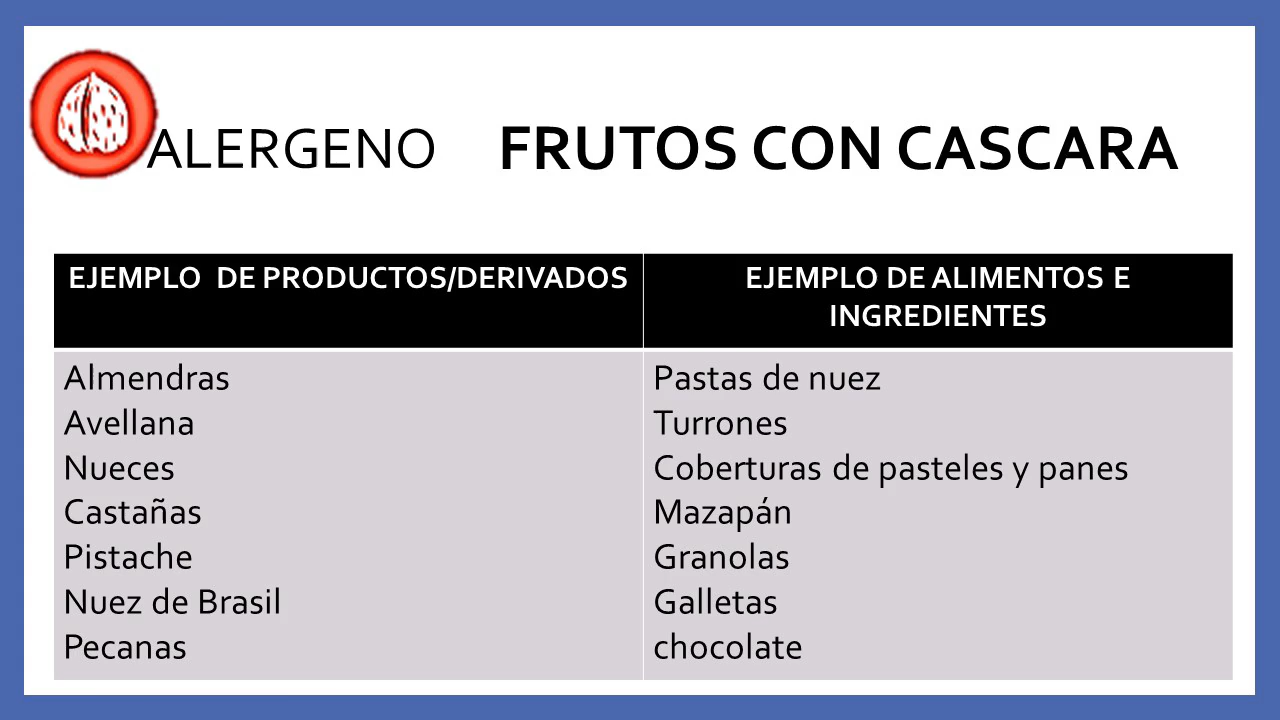 ALERGENO FRUTOS CON CASCARA
EJEMPLO DE PRODUCTOS/DERIVADOS
EJEMPLO DE ALIMENTOS E
INGREDIENTES
Almendras
Avellana
Nueces
Castañas
Pistache
Nuez de Brasil
Pecanas
Pastas de nuez
Turrones
Coberturas de pasteles y panes
Mazapán
Granolas
Galletas
chocolate